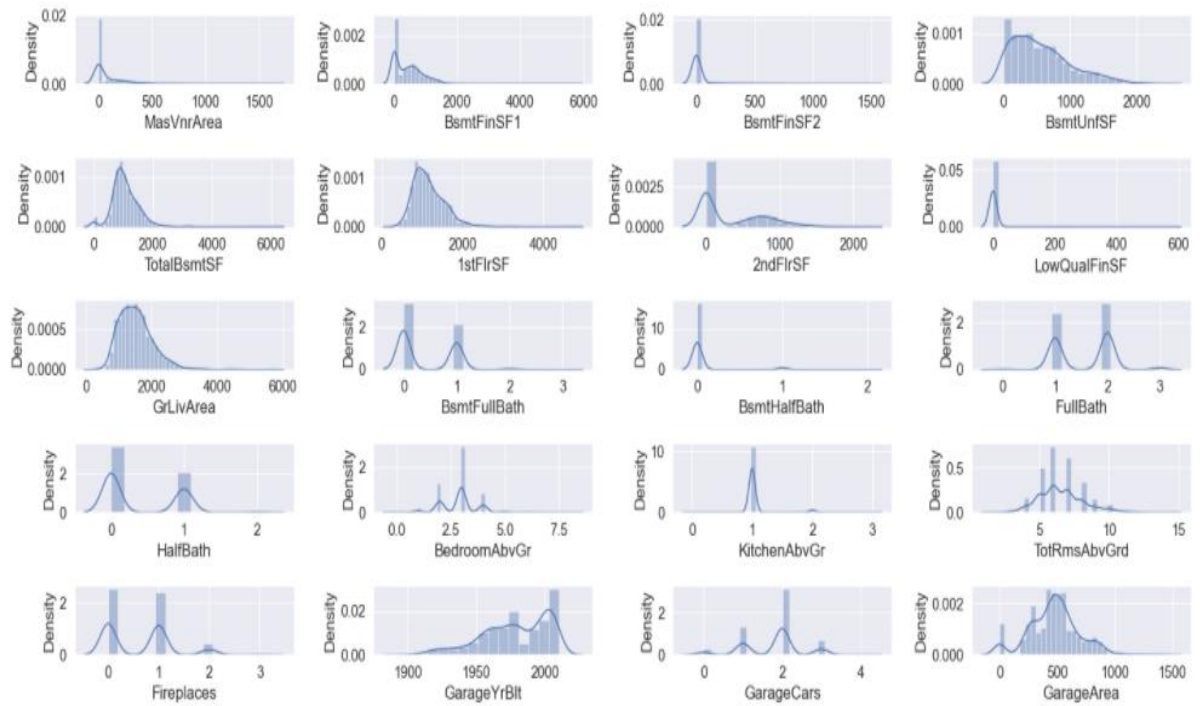 Density
0.02
0.00
0 500 1000 1500
MasVnrArea
Density
0.002
0.000
0 2000 4000 6000
BsmtFinSF1
Density
0.02
0.00
0 500 1000 1500
BsmtFinSF2
Density
0.001
0.000
0 1000 2000
BsmtUnfSF
Density
0.001
0.000
0 2000 4000 6000
TotalBsmtSF
Density
0.001
0.000
0 2000 4000
1stFlrSF
Density
0.0025
0.0000
0 1000 2000
2ndFlrSF
Density
0.05
0.00
0 200 400 600
LowQualFinSF
Density
0.0005
0.0000
0 2000 4000 6000
GrLivArea
Density
2
0
0 1 2 3
BsmtFullBath
Density
10
0
0 1 2
BsmtHalfBath
Density
2
0
0 1 2 3
FullBath
Density
2
0
0 1 2
HalfBath
Density
2
0
0.0 2.5 5.0 7.5
BedroomAbvGr
Density
10
0
0 1 2 3
KitchenAbvGr
Density
0.5
0.0
5 10 15
TotRmsAbvGrd
Density
2
0
0 1 2 3
Fireplaces
Density
0.02
0.00
1900 1950 2000
GarageYrBlt
Density
2
0
0 2 4
GarageCars
Density
0.002
0.000
0 500 1000 1500
GarageArea